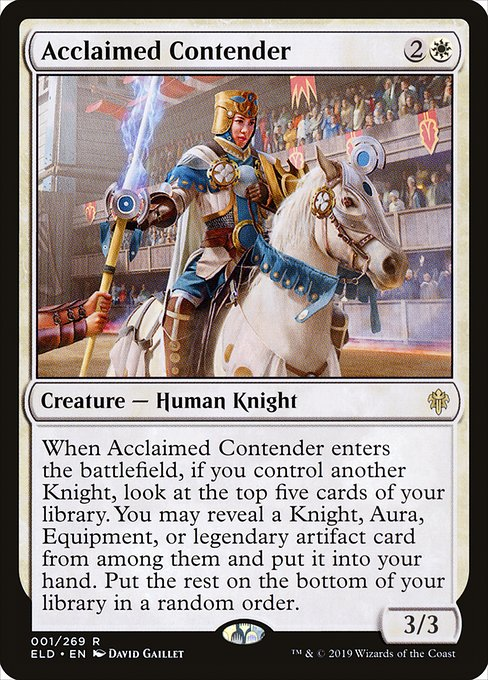 Acclaimed Contender 2
Creature — Human Knight
When Acclaimed Contender enters
the battlefield, if you control another
Knight, look at the top five cards of your
library. You may reveal a Knight, Aura,
Equipment, or legendary artifact card
from among them and put it into your
hand. Put the rest on the bottom of your
library in a random order.
3/3
001/269 R
ELD • EN David Gaillet ™ & © 2019 Wizards of the Coast